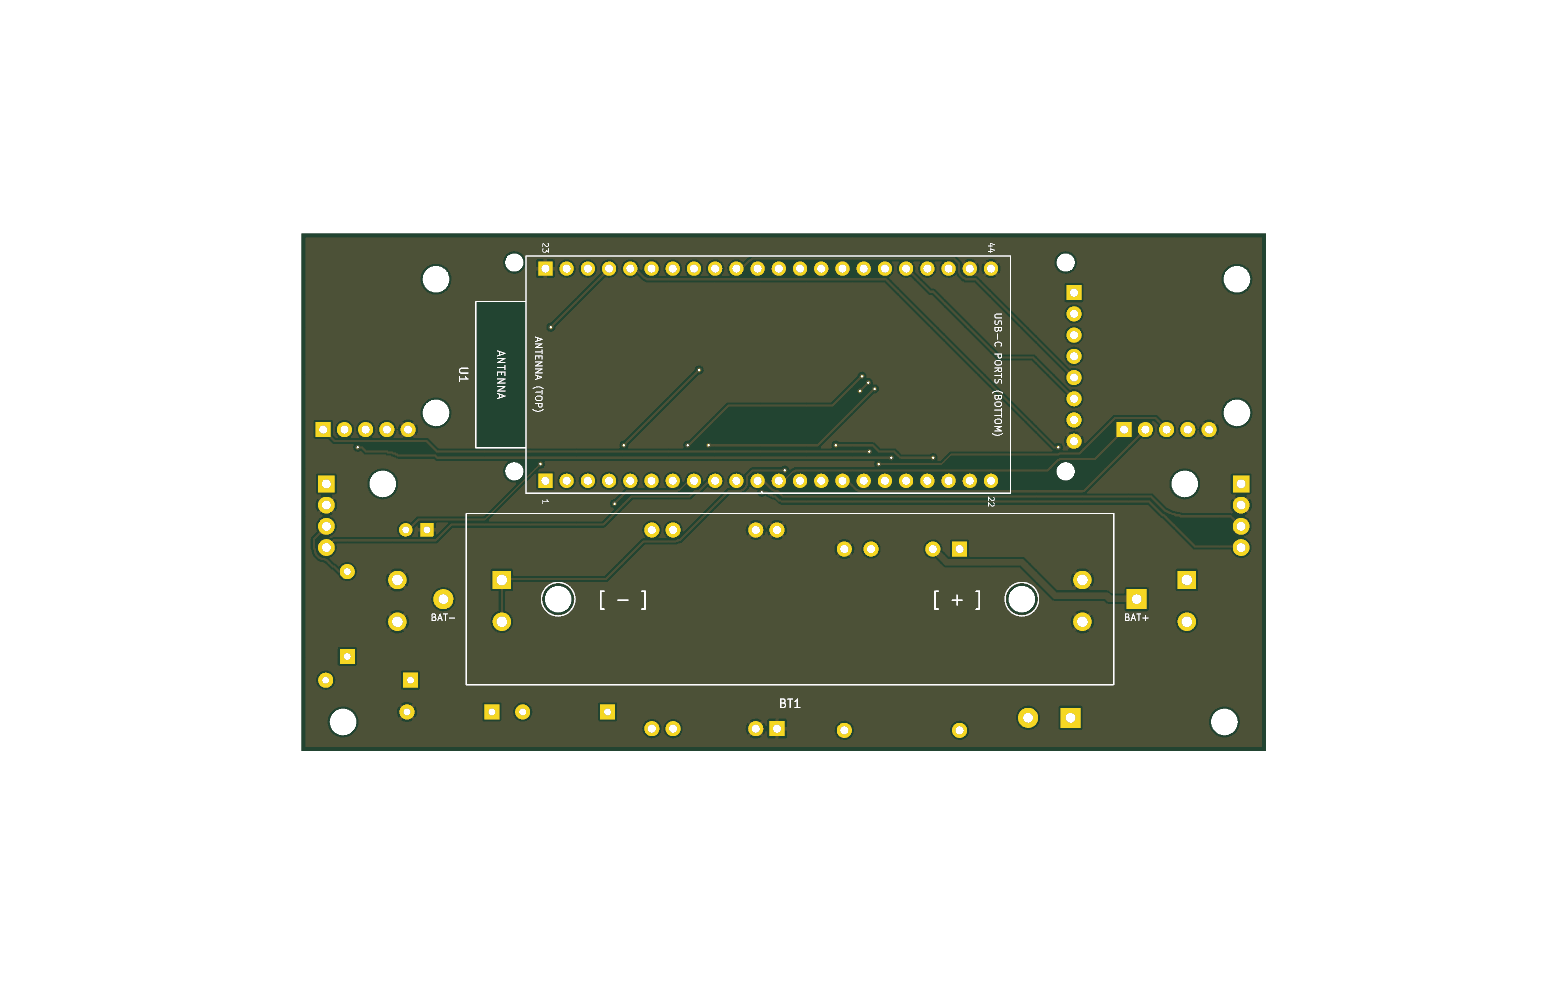 23
44
USB-C PORTS (BOTTOM)
ANTENNA (TOP)
ANTENNA
U1
1
22
[ - ]
[ + ]
BAT-
BAT+
BT1